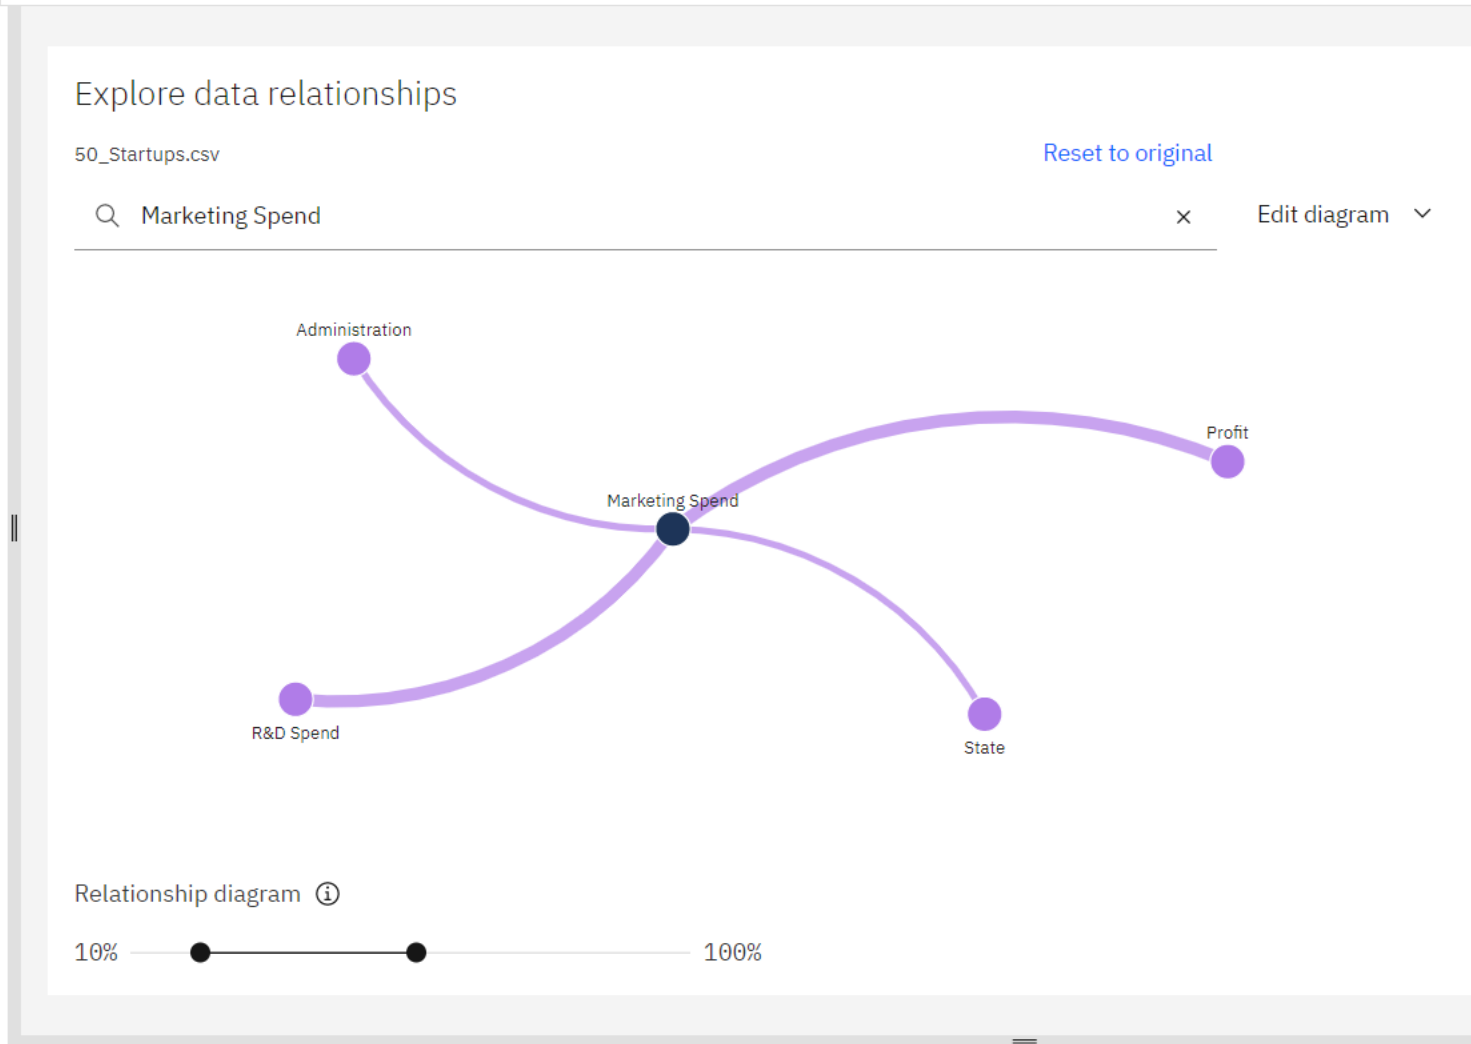 Explore data relationships
50_Startups.csv
Reset to original
Marketing Spend
Edit diagram
Administration
Profit
Marketing Spend
R&D Spend
State
Relationship diagram
10%
100%